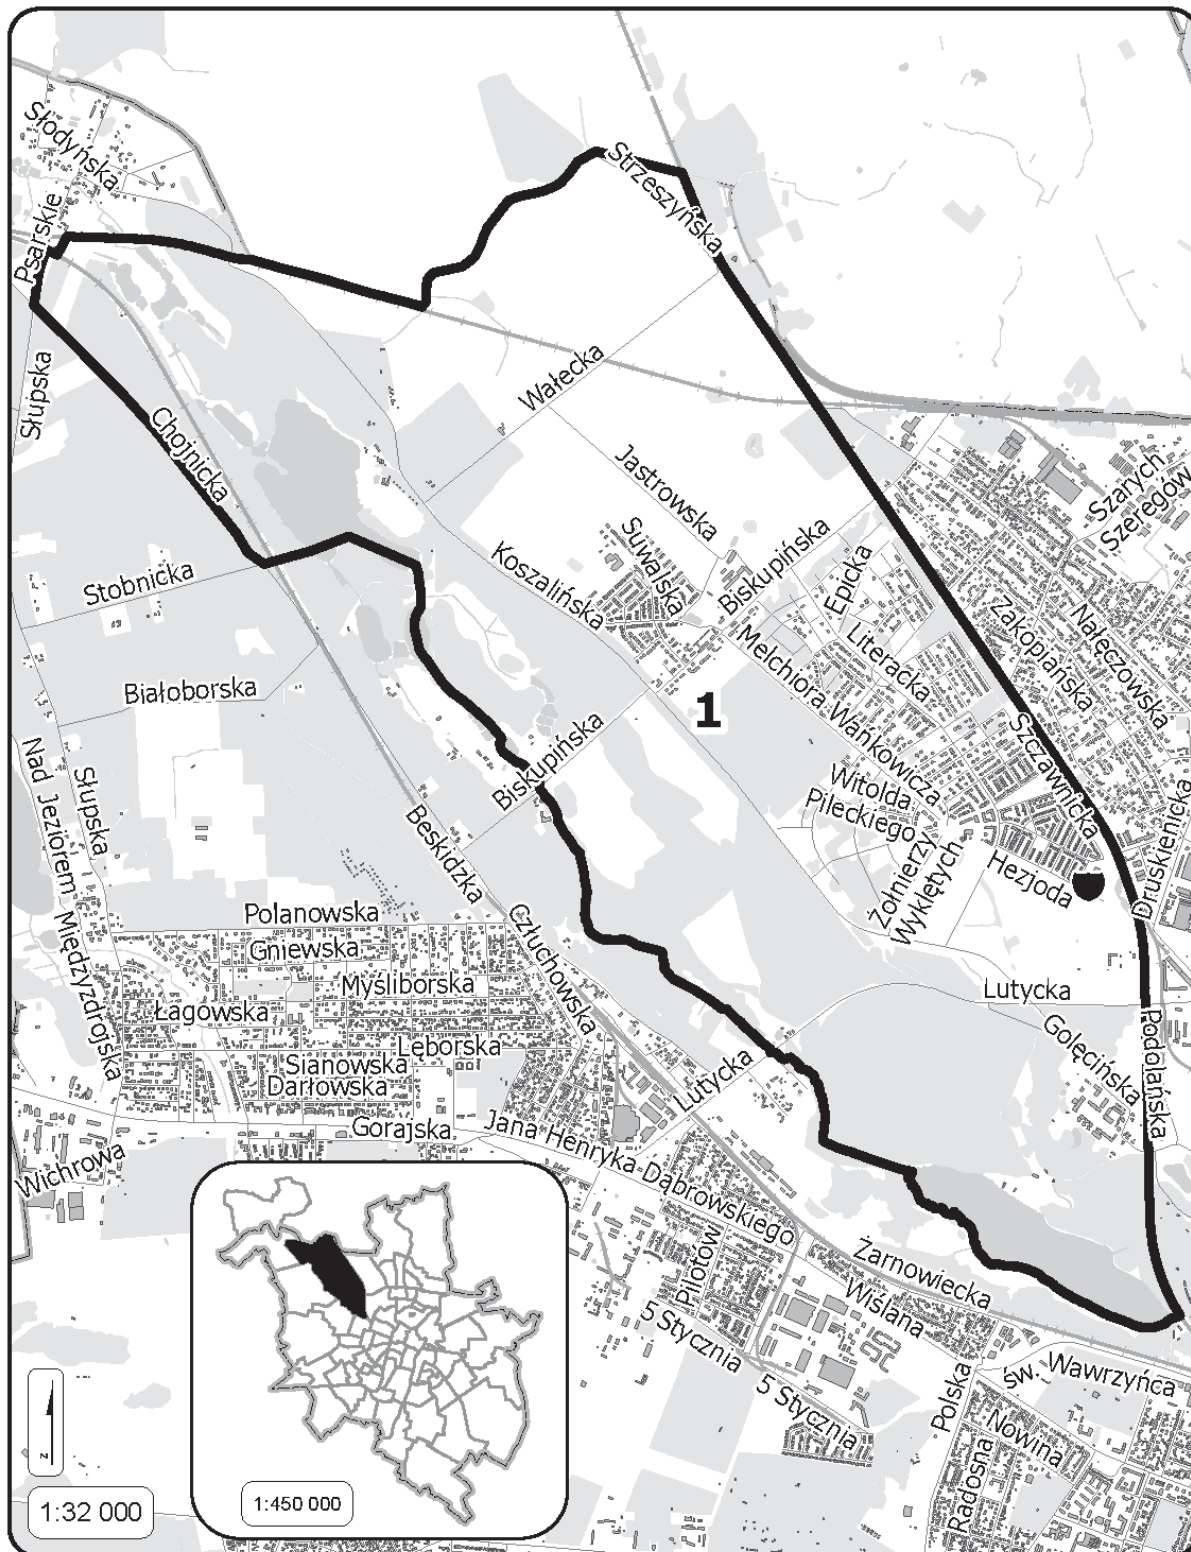 Słodyńska
Psarskie
Strzeszyńska
Słupska
Wałecka
Chojnicka
Jastrowska
Szarych
Szeregów
Suwalska
Koszalińska
Biskupińska
Epicka
Stobnicka
Zakopiańska
Nałęczowska
Literacka
Melchiora Wańkowicza
Białoborska
1
Szczawnicka
Biskupińska
Nad Jeziorem
Słupska
Witolda
Pileckiego
Druskienicka
Beskidzka
Żołnierzy
Wyklętych
Hezjoda
Polanowska
Człuchowska
Gniewska
Międzyzdrojska
Myśliborska
Lutycka
Łagowska
Podolańska
Golęcińska
Lęborska
Sianowska
Lutycka
Darłowska
Gorajska
Jana Henryka Dąbrowskiego
Wichrowa
Żarnowiecka
Pilotów
Wiślana
5 Stycznia
św. Wawrzyńca
5 Stycznia
Polska
Nowina
Radosna
N
1:450 000
1:32 000